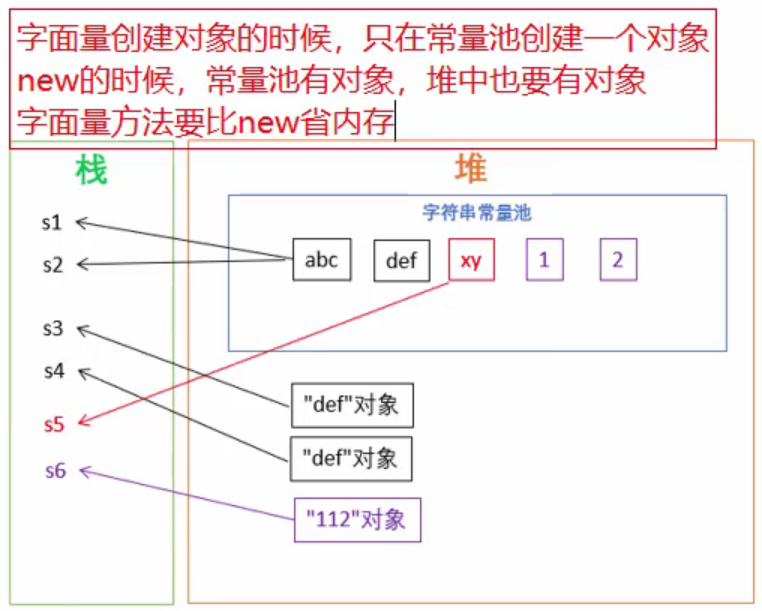 字面量创建对象的时候，只在常量池创建一个对象
new的时候，常量池有对象，堆中也要有对象
字面量方法要比new省内存
栈
堆
字符串常量池
s1
s2
abc
def
xy
1
2
s3
s4
"def"对象
s5
"def"对象
s6
"112"对象